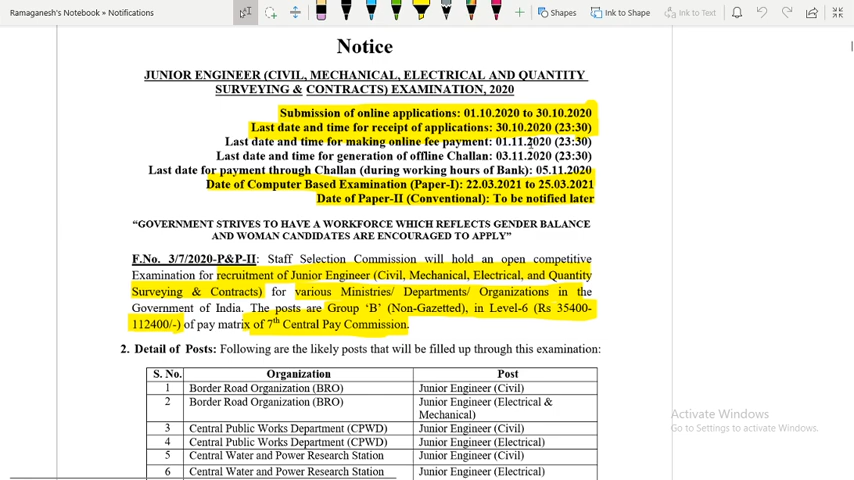 Ramaganesh's Notebook » Notifications
Shapes
Ink to Shape
Ink to Text
Notice
JUNIOR ENGINEER (CIVIL, MECHANICAL, ELECTRICAL AND QUANTITY
SURVEYING & CONTRACTS) EXAMINATION, 2020
Submission of online applications: 01.10.2020 to 30.10.2020
Last date and time for receipt of applications: 30.10.2020 (23:30)
Last date and time for making online fee payment: 01.11.2020 (23:30)
Last date and time for generation of offline Challan: 03.11.2020 (23:30)
Last date for payment through Challan (during working hours of Bank): 05.11.2020
Date of Computer Based Examination (Paper-I): 22.03.2021 to 25.03.2021
Date of Paper-II (Conventional): To be notified later
“GOVERNMENT STRIVES TO HAVE A WORKFORCE WHICH REFLECTS GENDER BALANCE
AND WOMAN CANDIDATES ARE ENCOURAGED TO APPLY”
F.No. 3/7/2020-P&P-II: Staff Selection Commission will hold an open competitive
Examination for recruitment of Junior Engineer (Civil, Mechanical, Electrical, and Quantity
Surveying & Contracts) for various Ministries/ Departments/ Organizations in the
Government of India. The posts are Group ‘B’ (Non-Gazetted), in Level-6 (Rs 35400-
112400/-) of pay matrix of 7th Central Pay Commission.
2. Detail of Posts: Following are the likely posts that will be filled up through this examination:
S. No. Organization Post
1 Border Road Organization (BRO) Junior Engineer (Civil)
2 Border Road Organization (BRO) Junior Engineer (Electrical &
Mechanical)
3 Central Public Works Department (CPWD) Junior Engineer (Civil)
4 Central Public Works Department (CPWD) Junior Engineer (Electrical)
5 Central Water and Power Research Station Junior Engineer (Civil)
6 Central Water and Power Research Station Junior Engineer (Electrical)
Activate Windows
Go to Settings to activate Windows.